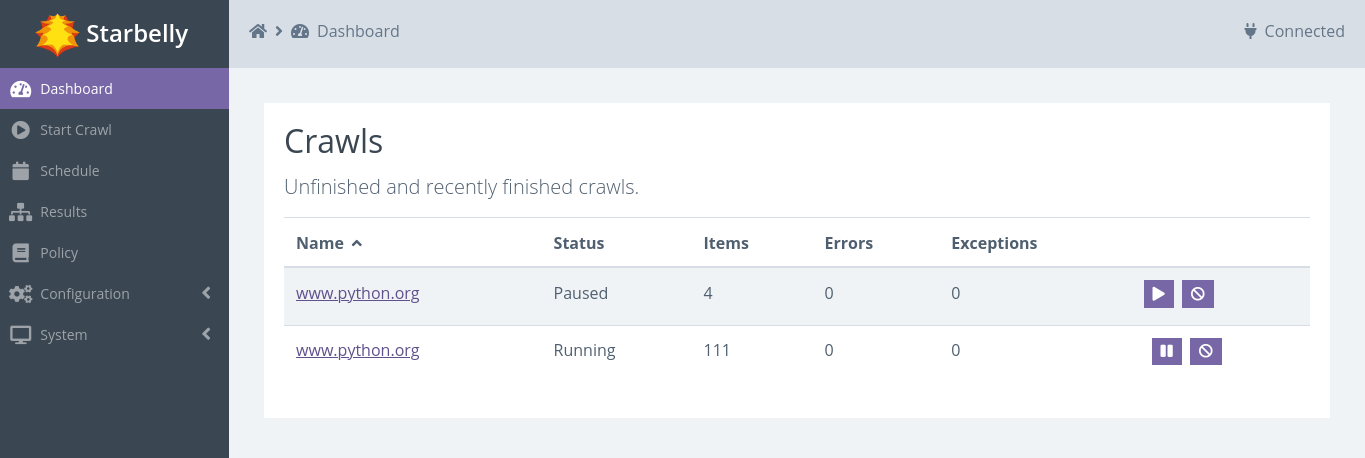 Starbelly
Dashboard
Connected
Dashboard
Start Crawl
Schedule
Results
Policy
Configuration
System
Crawls
Unfinished and recently finished crawls.
Name Status Items Errors Exceptions
www.python.org Paused 4 0 0
www.python.org Running 111 0 0